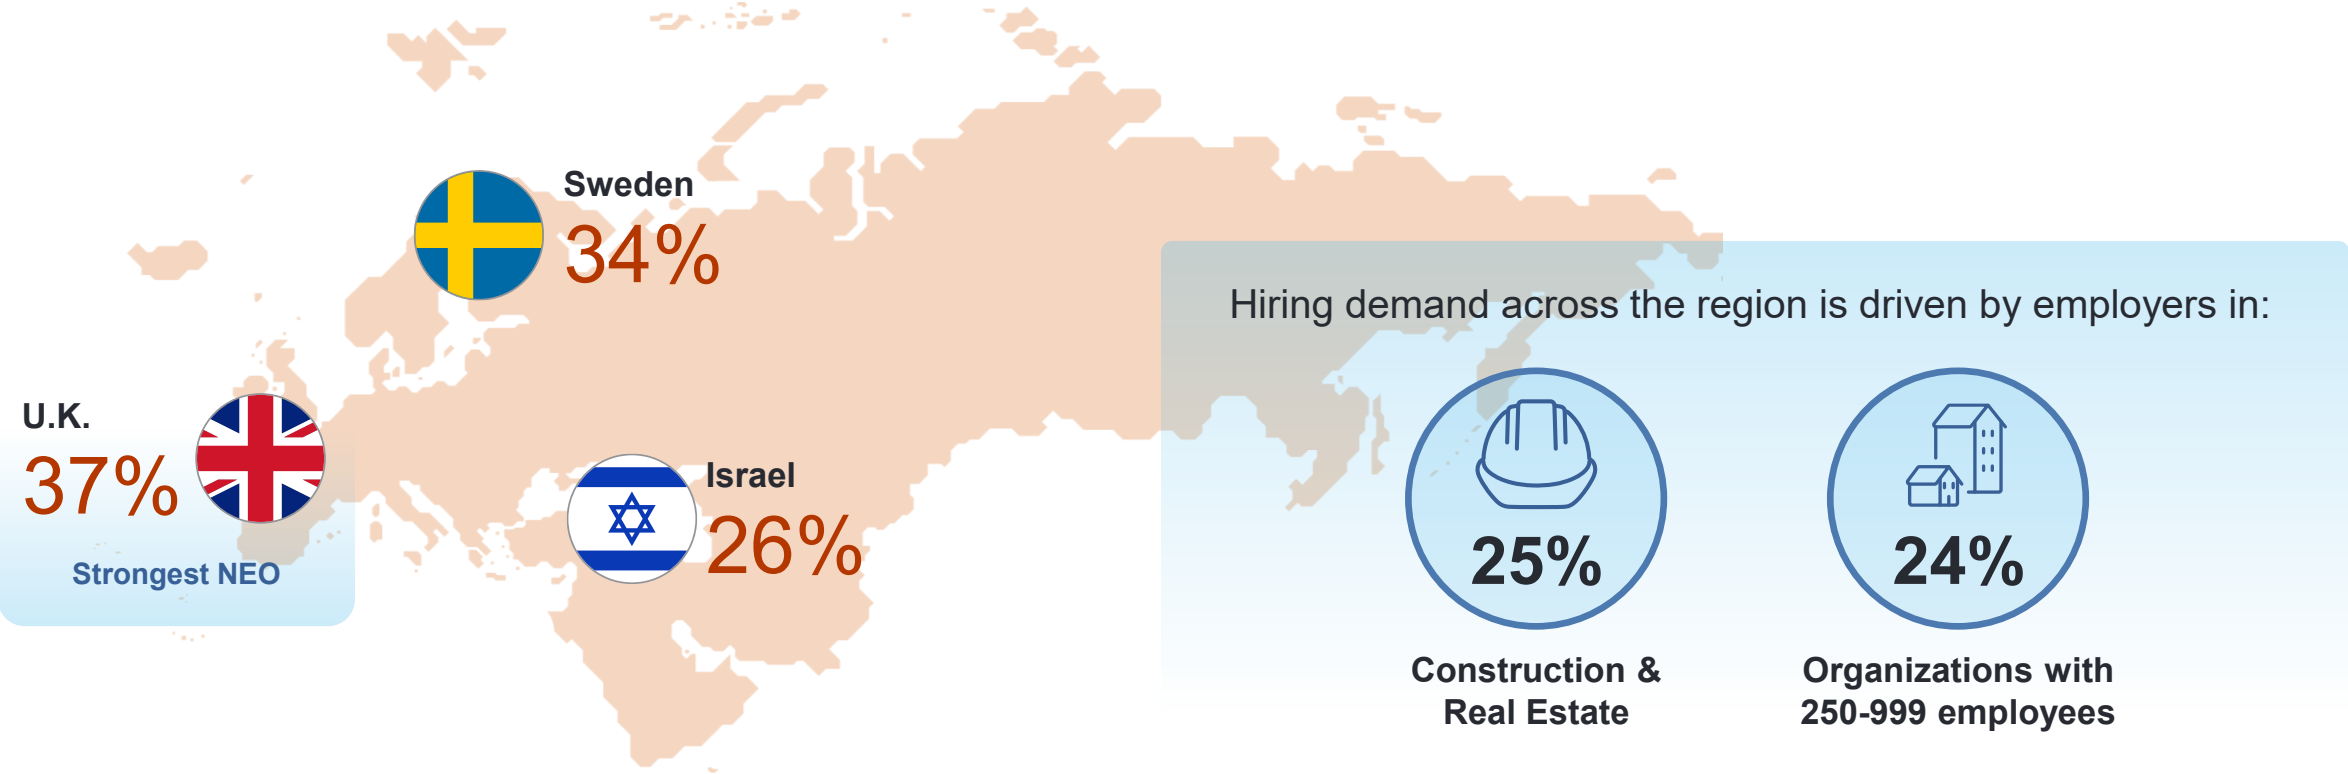 Sweden
34%
U.K.
37%
Strongest NEO
Israel
26%
Hiring demand across the region is driven by employers in:
25%
Construction &
Real Estate
24%
Organizations with
250-999 employees